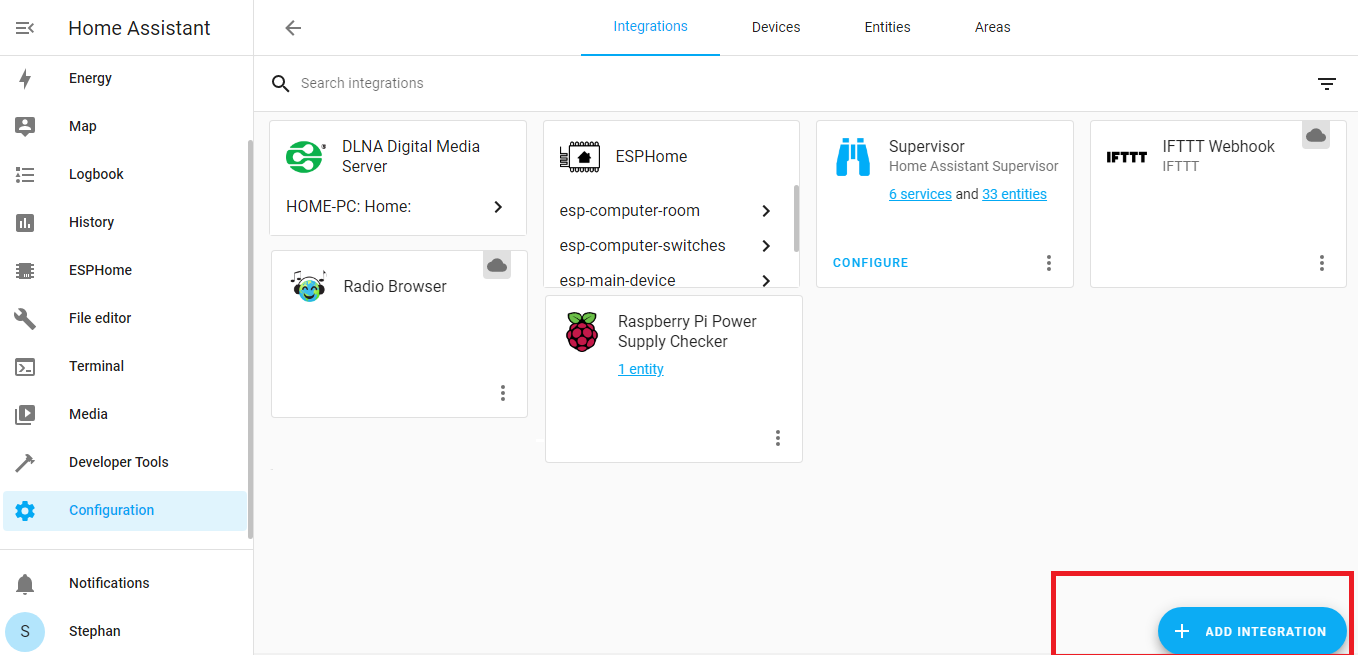 Home Assistant
Energy
Map
Logbook
History
ESPHome
File editor
Terminal
Media
Developer Tools
Configuration
Notifications
S
Stephan
Integrations
Devices
Entities
Areas
Search integrations
DLNA Digital Media
Server
HOME-PC: Home:
ESPHome
esp-computer-room
esp-computer-switches
esp-main-device
Supervisor
Home Assistant Supervisor
6 services and 33 entities
CONFIGURE
IFTTT
IFTTT Webhook
IFTTT
Radio Browser
Raspberry Pi Power
Supply Checker
1 entity
ADD INTEGRATION